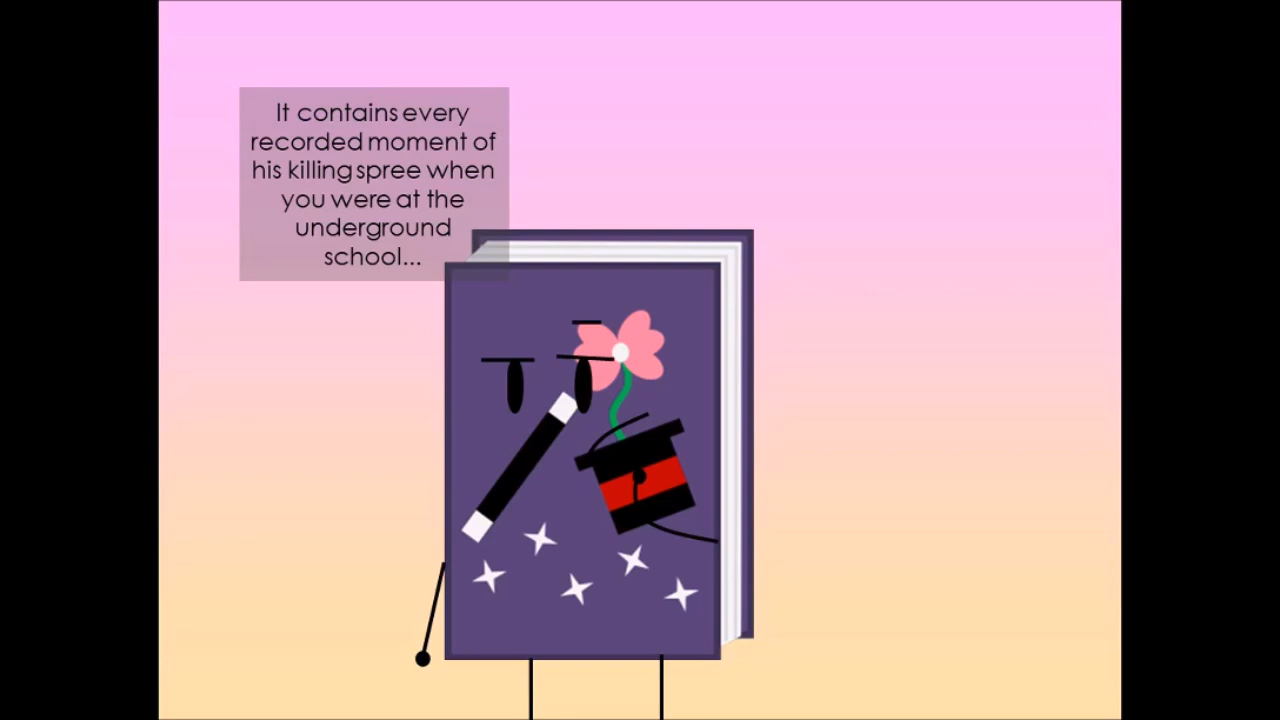 It contains every
recorded moment of
his killing spree when
you were at the
underground
school...